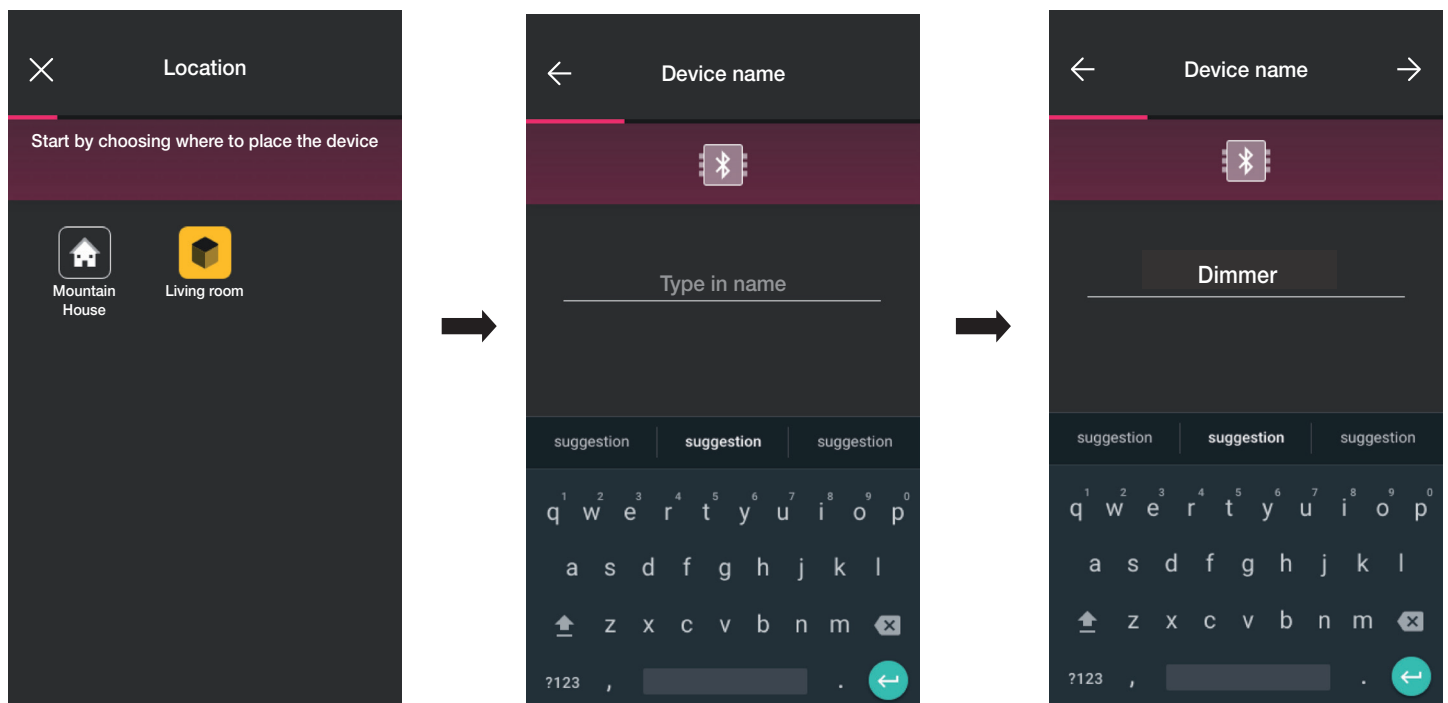 Location
Start by choosing where to place the device
Mountain
House
Living room
Device name
Type in name
suggestion suggestion suggestion
1 2 3 4 5 6 7 8 9 0
q w e r t y u i o p
a s d f g h j k l
z x c v b n m
?123 , .
Device name
Dimmer
suggestion suggestion suggestion
1 2 3 4 5 6 7 8 9 0
q w e r t y u i o p
a s d f g h j k l
z x c v b n m
?123 , .